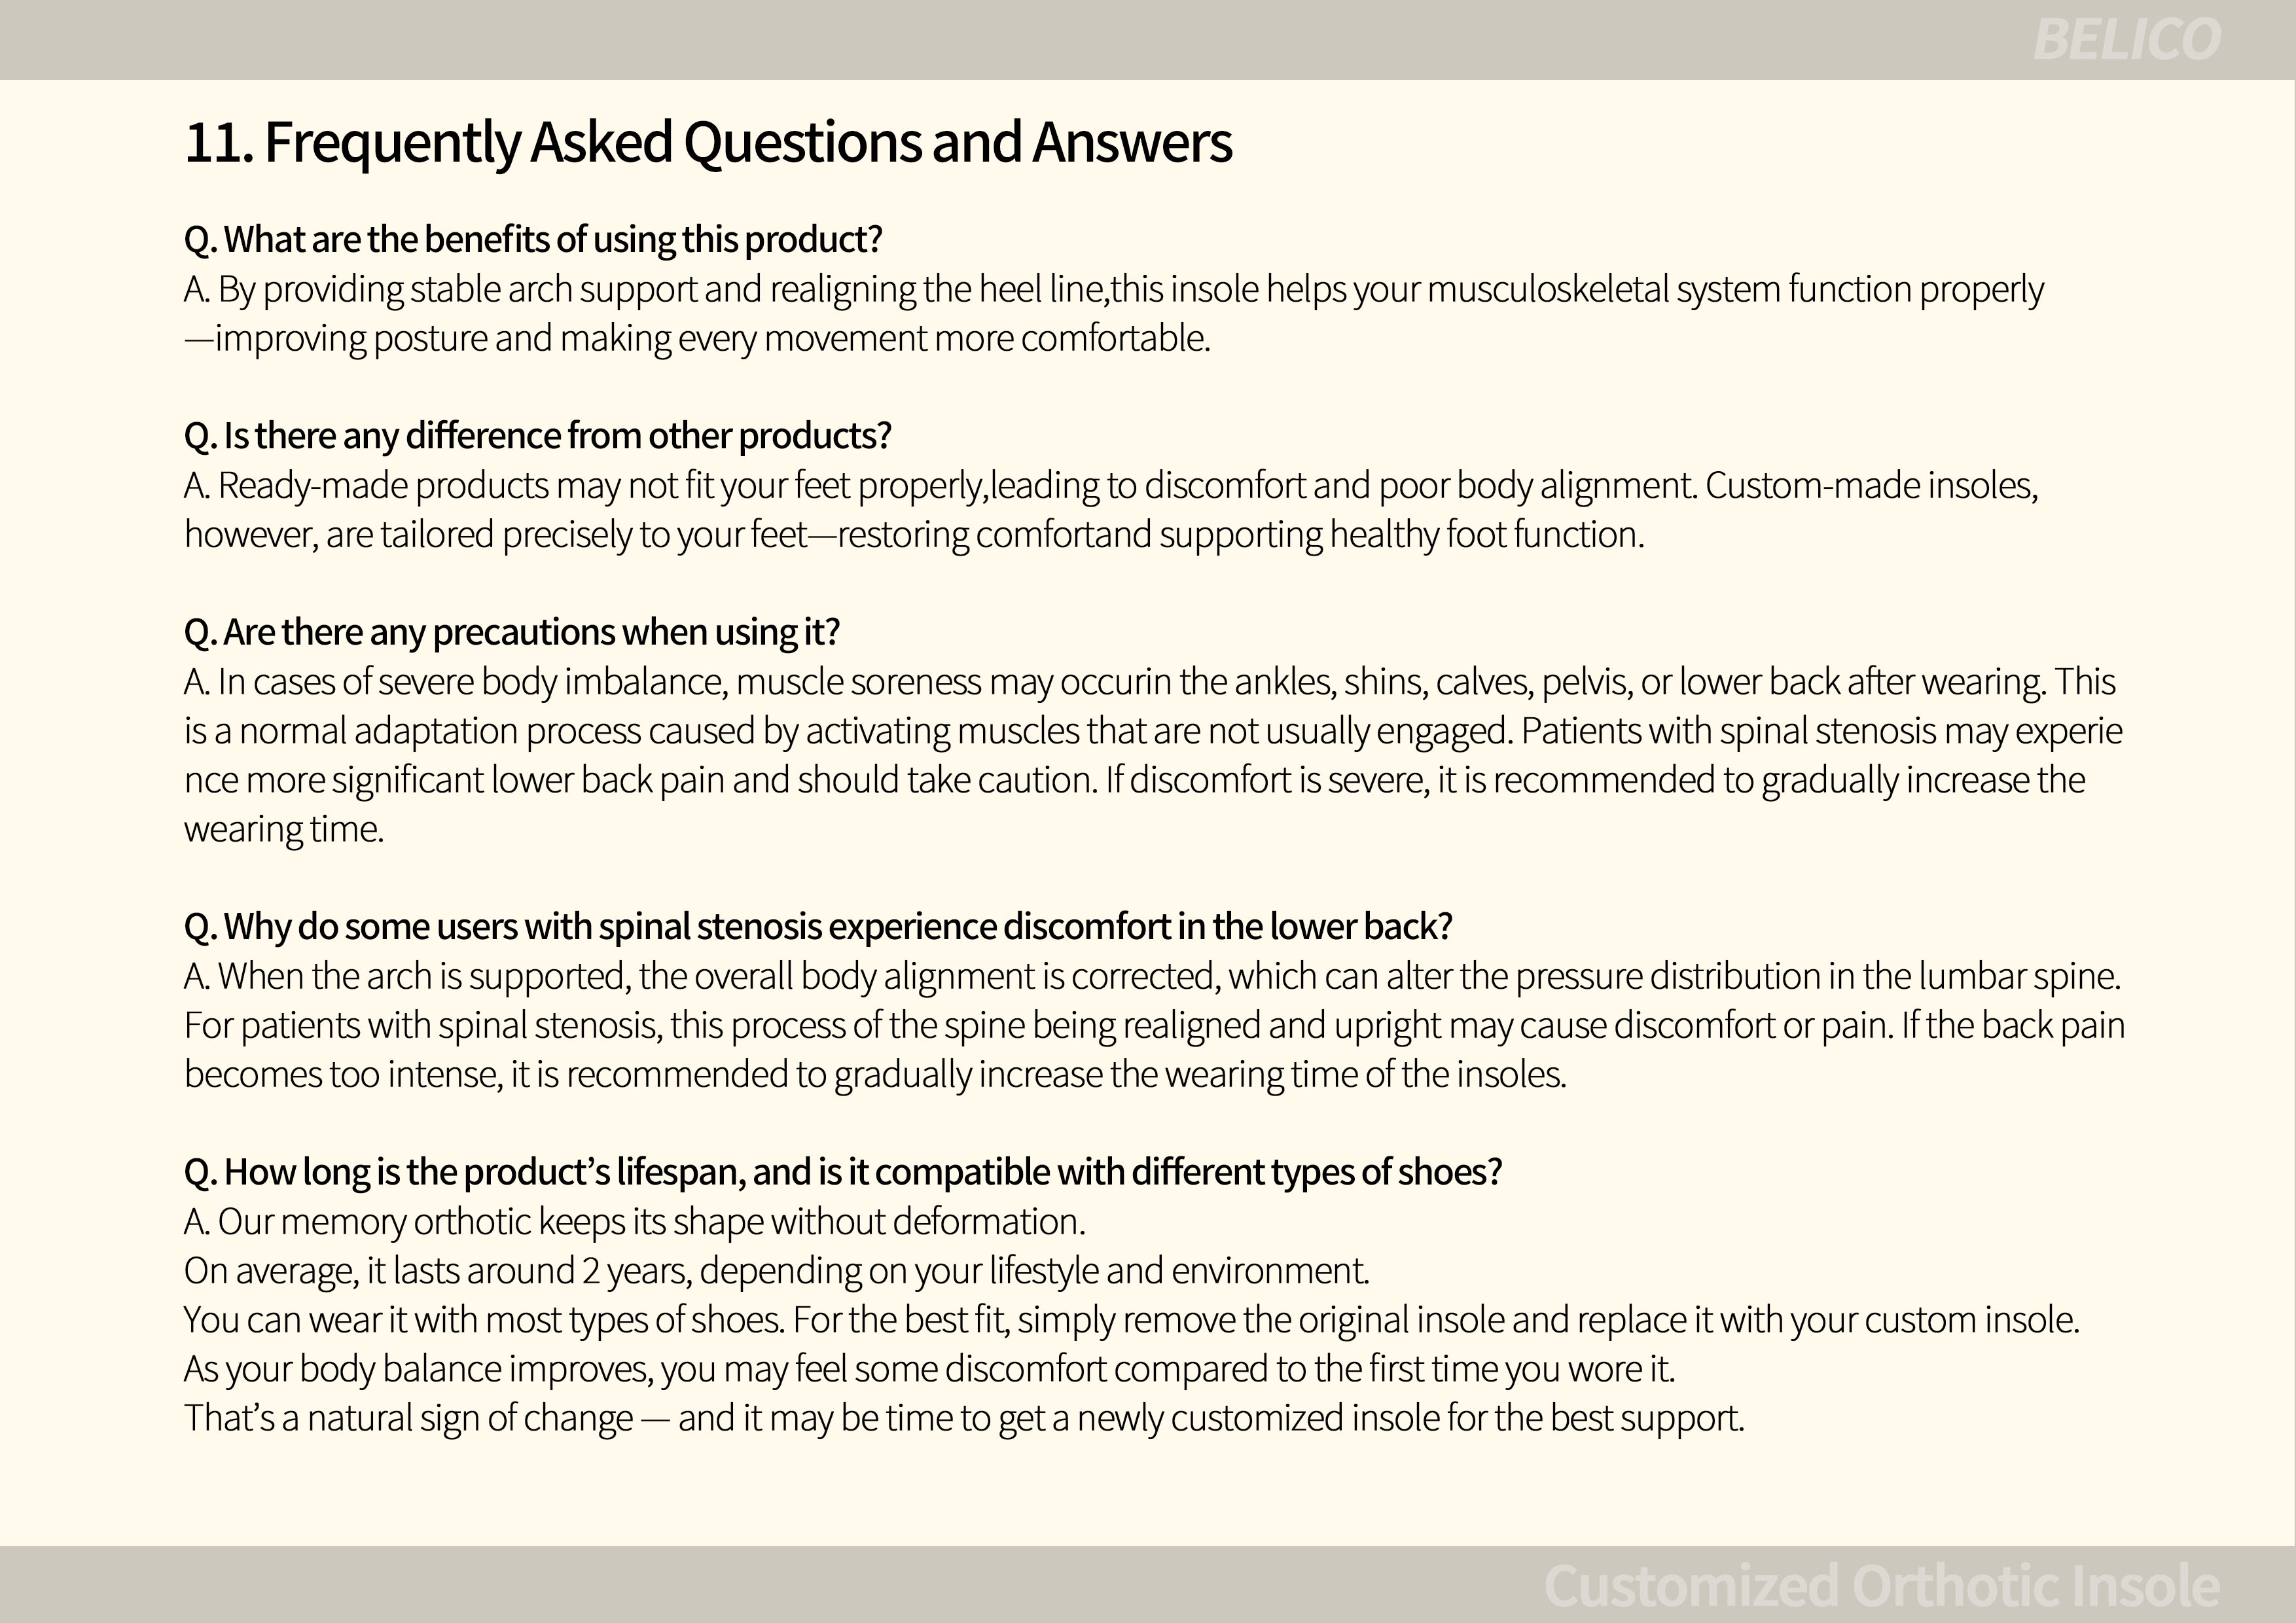 BELICO
11. Frequently Asked Questions and Answers
Q. What are the benefits of using this product?
A. By providing stable arch support and realigning the heel line,this insole helps your musculoskeletal system function properly
—improving posture and making every movement more comfortable.
Q. Is there any difference from other products?
A. Ready-made products may not fit your feet properly,leading to discomfort and poor body alignment. Custom-made insoles,
however, are tailored precisely to your feet—restoring comfortand supporting healthy foot function.
Q. Are there any precautions when using it?
A. In cases of severe body imbalance, muscle soreness may occurin the ankles, shins, calves, pelvis, or lower back after wearing. This
is a normal adaptation process caused by activating muscles that are not usually engaged. Patients with spinal stenosis may experie
nce more significant lower back pain and should take caution. If discomfort is severe, it is recommended to gradually increase the
wearing time.
Q. Why do some users with spinal stenosis experience discomfort in the lower back?
A. When the arch is supported, the overall body alignment is corrected, which can alter the pressure distribution in the lumbar spine.
For patients with spinal stenosis, this process of the spine being realigned and upright may cause discomfort or pain. If the back pain
becomes too intense, it is recommended to gradually increase the wearing time of the insoles.
Q. How long is the product’s lifespan, and is it compatible with different types of shoes?
A. Our memory orthotic keeps its shape without deformation.
On average, it lasts around 2 years, depending on your lifestyle and environment.
You can wear it with most types of shoes. For the best fit, simply remove the original insole and replace it with your custom insole.
As your body balance improves, you may feel some discomfort compared to the first time you wore it.
That’s a natural sign of change — and it may be time to get a newly customized insole for the best support.
Customized Orthotic Insole